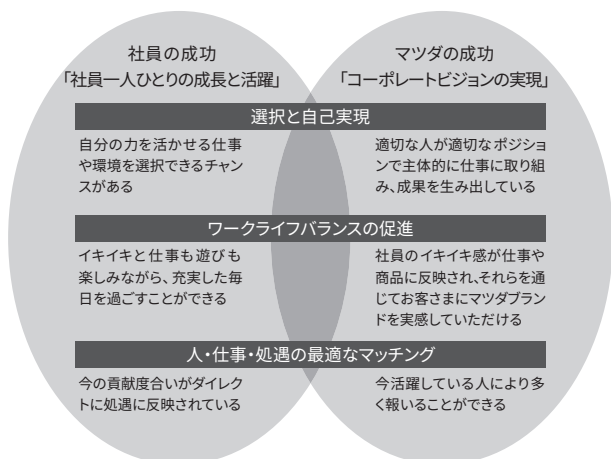 社員の成功
「社員一人ひとりの成長と活躍」
マツダの成功
「コーポレートビジョンの実現」
選択と自己実現
自分の力を活かせる仕事
や環境を選択できるチャン
スがある
適切な人が適切なポジショ
ンで主体的に仕事に取り組
み、成果を生み出している
ワークライフバランスの促進
イキイキと仕事も遊びも
楽しみながら、充実した毎
日を過ごすことができる
社員のイキイキ感が仕事や
商品に反映され、それらを通
じてお客さまにマツダブラン
ドを実感していただける
人・仕事・処遇の最適なマッチング
今の貢献度合いがダイレク
トに処遇に反映されている
今活躍している人により多
く報いることができる